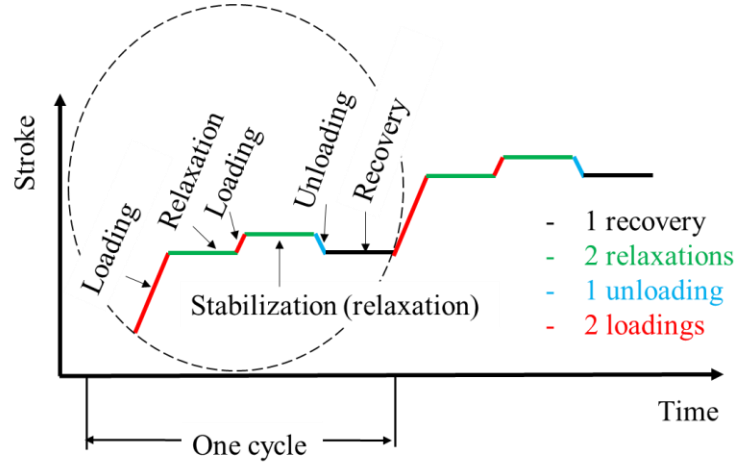 Stroke
Loading
Relaxation
Loading
Unloading
Recovery
Stabilization (relaxation)
- 1 recovery
- 2 relaxations
- 1 unloading
- 2 loadings
Time
One cycle